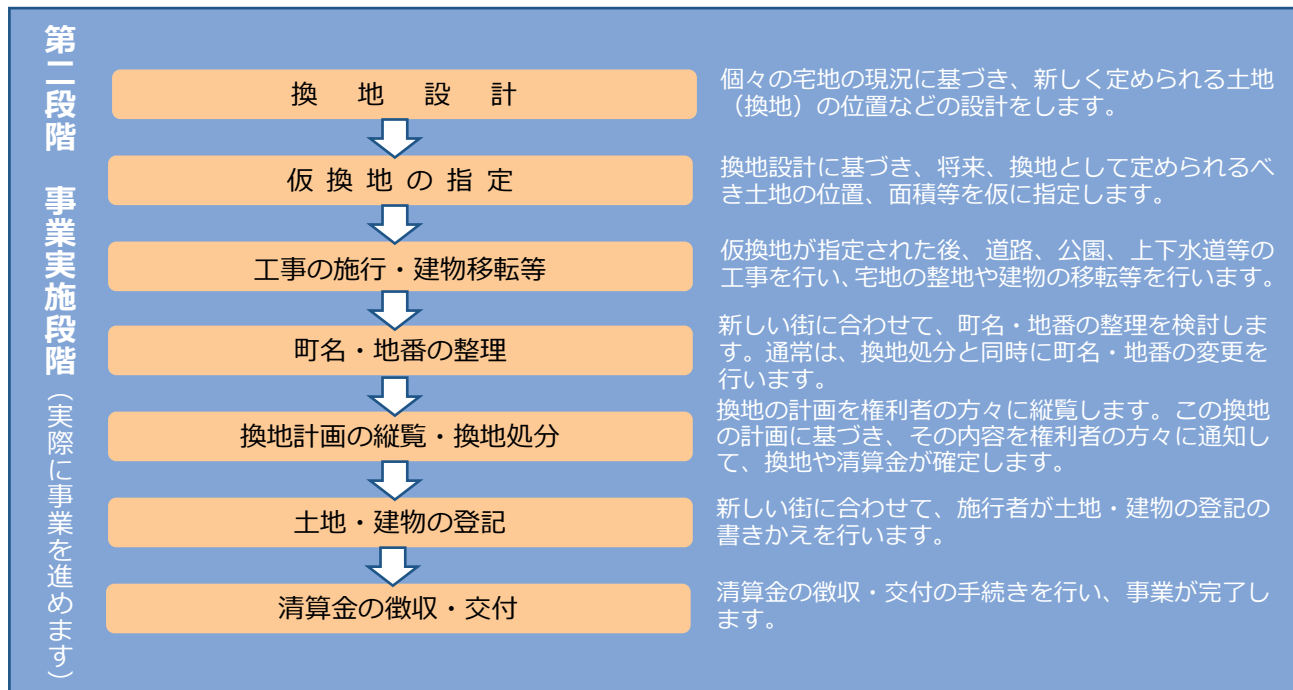 第二段階 事業実施段階(実際に事業を進めます)
換地設計
個々の宅地の現況に基づき、新しく定められる土地
(換地)の位置などの設計をします。
仮換地の指定
換地設計に基づき、将来、換地として定められるべ
き土地の位置、面積等を仮に指定します。
工事の施行・建物移転等
仮換地が指定された後、道路、公園、上下水道等の
工事を行い、宅地の整地や建物の移転等を行います。
町名・地番の整理
新しい街に合わせて、町名・地番の整理を検討しま
す。通常は、換地処分と同時に町名・地番の変更を
行います。
換地計画の縦覧・換地処分
換地の計画を権利者の方々に縦覧します。この換地
の計画に基づき、その内容を権利者の方々に通知し
て、換地や清算金が確定します。
土地・建物の登記
新しい街に合わせて、施行者が土地・建物の登記の
書きかえを行います。
清算金の徴収・交付
清算金の徴収・交付の手続きを行い、事業が完了し
ます。